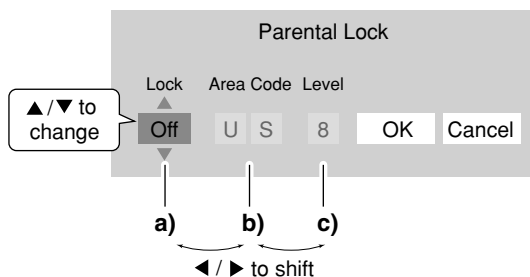 Parental Lock
Lock Area Code Level
▲/▼ to
change
Off U S 8 OK Cancel
a) b) c)
◀ / ▶ to shift